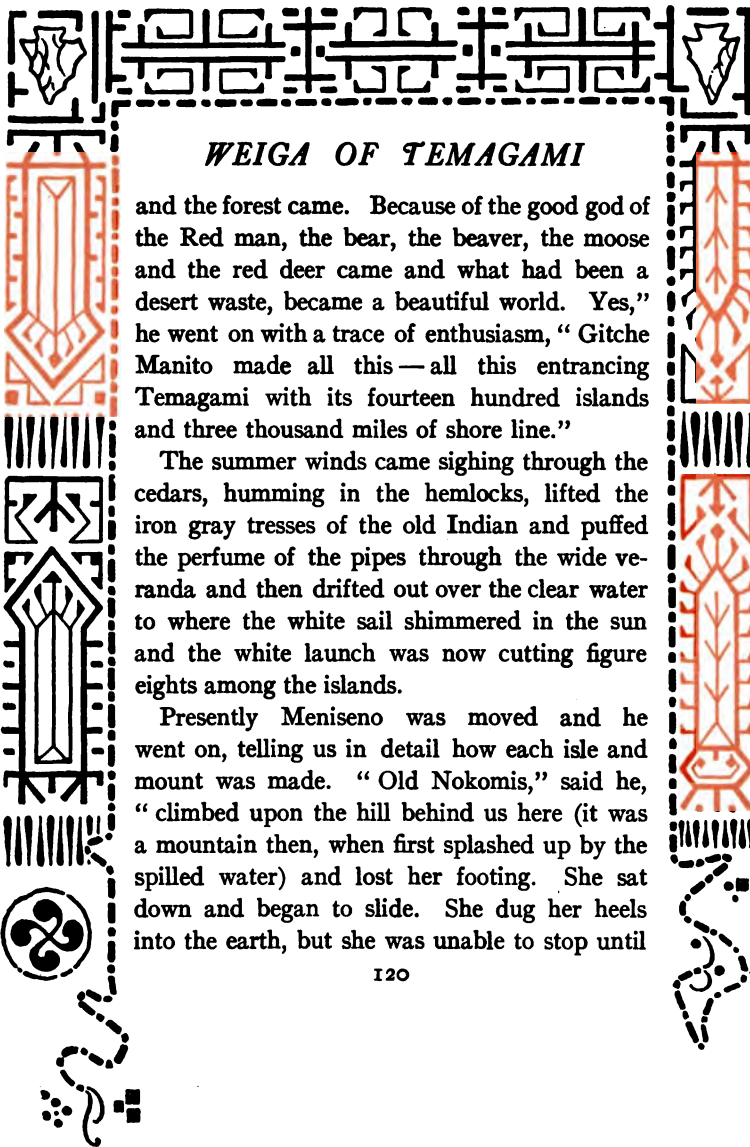 WEIGA OF TEMAGAMI
and the forest came. Because of the good god of
the Red man, the bear, the beaver, the moose
and the red deer came and what had been a
desert waste, became a beautiful world. Yes,”
he went on with a trace of enthusiasm, “ Gitche
Manito made all this — all this entrancing
Temagami with its fourteen hundred islands
and three thousand miles of shore line.”
The summer winds came sighing through the
cedars, humming in the hemlocks, lifted the
iron gray tresses of the old Indian and puffed
the perfume of the pipes through the wide ve-
randa and then drifted out over the clear water
to where the white sail shimmered in the sun
and the white launch was now cutting figure
eights among the islands.
Presently Meniseno was moved and he
went on, telling us in detail how each isle and
mount was made. “ Old Nokomis,” said he,
“ climbed upon the hill behind us here (it was
a mountain then, when first splashed up by the
spilled water) and lost her footing. She sat
down and began to slide. She dug her heels
into the earth, but she was unable to stop until
120